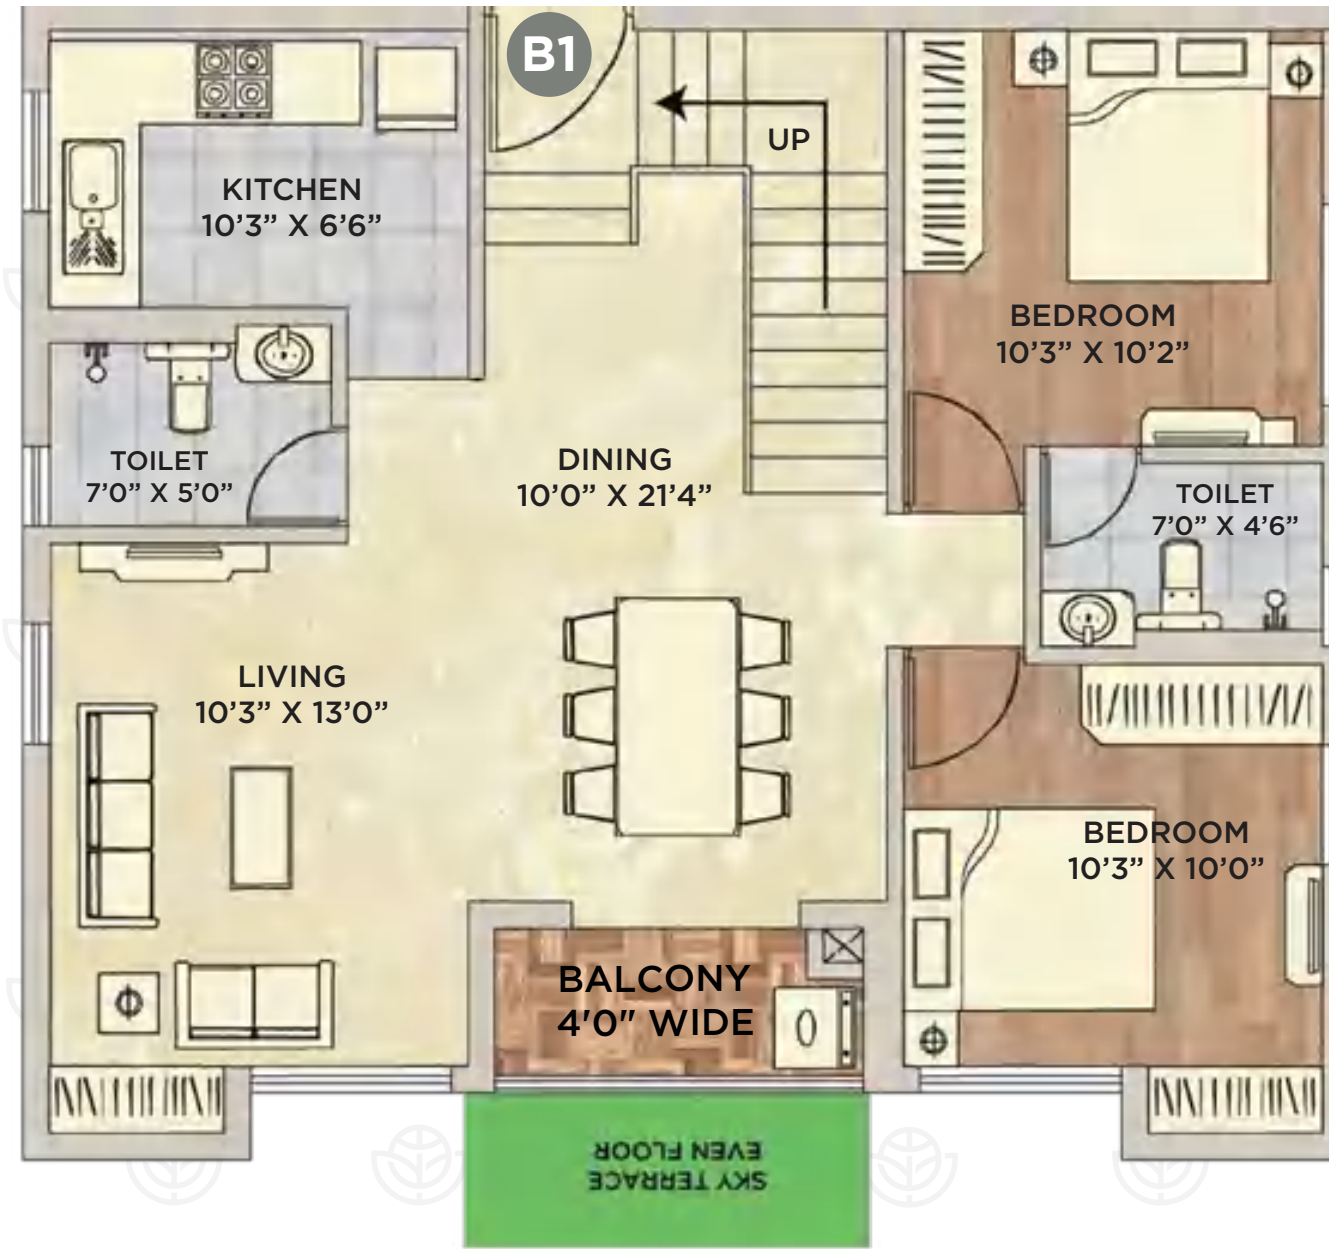 B1
UP
KITCHEN
10’3” X 6’6”
BEDROOM
10’3” X 10’2”
TOILET
7’0” X 5’0”
DINING
10’0” X 21’4”
TOILET
7’0” X 4’6”
LIVING
10’3” X 13’0”
BEDROOM
10’3” X 10’0”
BALCONY
4'0" WIDE
SKY TERRACE
EVEN FLOOR